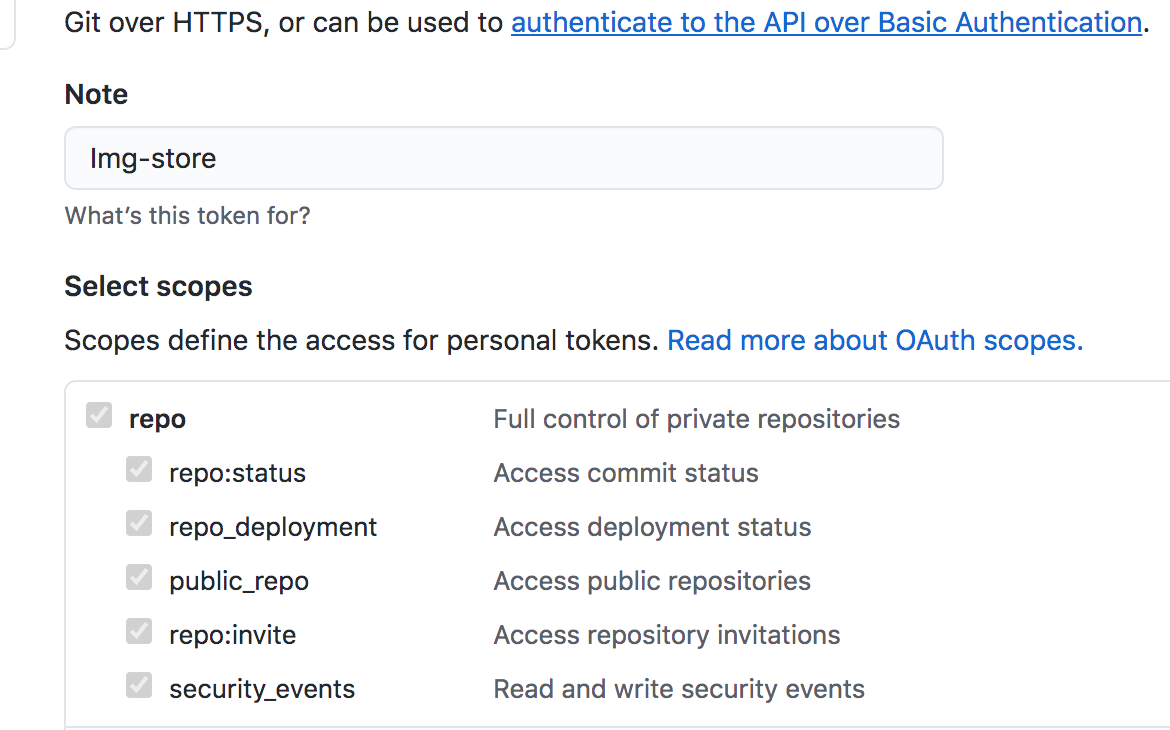 Git over HTTPS, or can be used to authenticate to the API over Basic Authentication.
Note
Img-store
What's this token for?
Select scopes
Scopes define the access for personal tokens. Read more about OAuth scopes.
repo Full control of private repositories
repo:status Access commit status
repo_deployment Access deployment status
public_repo Access public repositories
repo:invite Access repository invitations
security_events Read and write security events